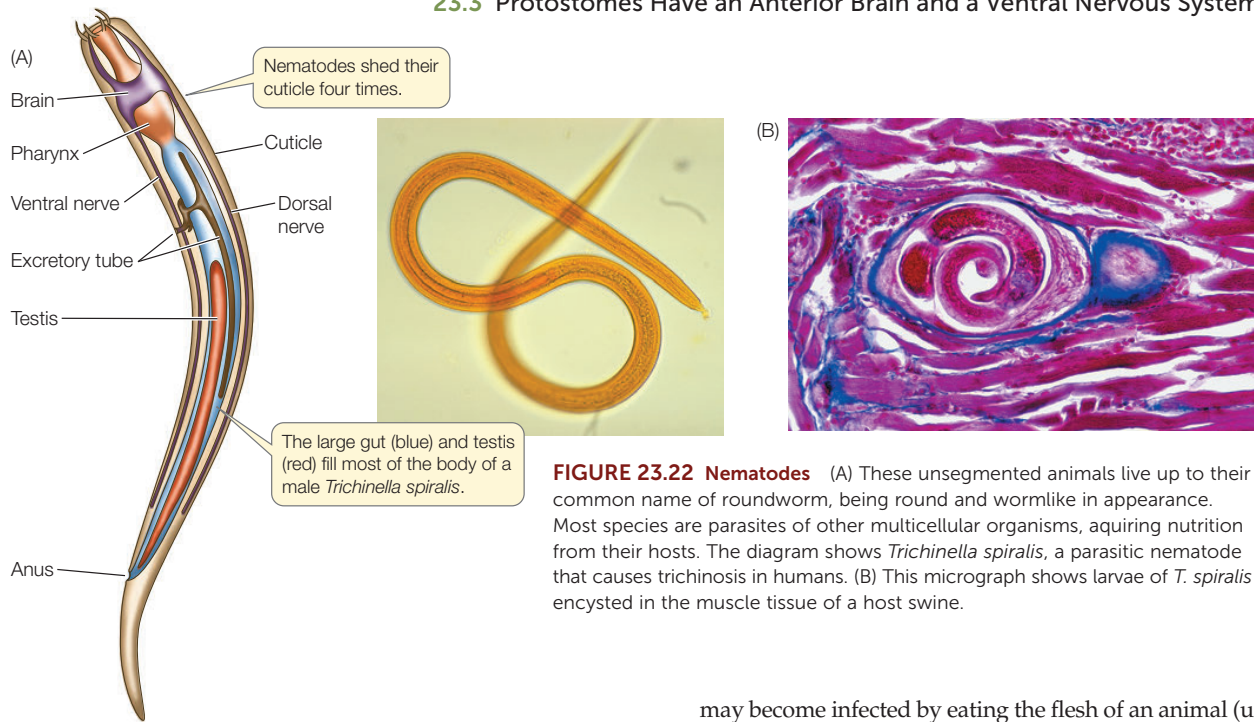 23.3 Protostomes Have an Anterior Brain and a Ventral Nervous System
(A)
Brain
Pharynx
Ventral nerve
Excretory tube
Testis
Anus
Nematodes shed their
cuticle four times.
Cuticle
Dorsal
nerve
The large gut (blue) and testis
(red) fill most of the body of a
male Trichinella spiralis.
(B)
FIGURE 23.22 Nematodes (A) These unsegmented animals live up to their
common name of roundworm, being round and wormlike in appearance.
Most species are parasites of other multicellular organisms, aquiring nutrition
from their hosts. The diagram shows Trichinella spiralis, a parasitic nematode
that causes trichinosis in humans. (B) This micrograph shows larvae of T. spiralis
encysted in the muscle tissue of a host swine.
may become infected by eating the flesh of an animal (u